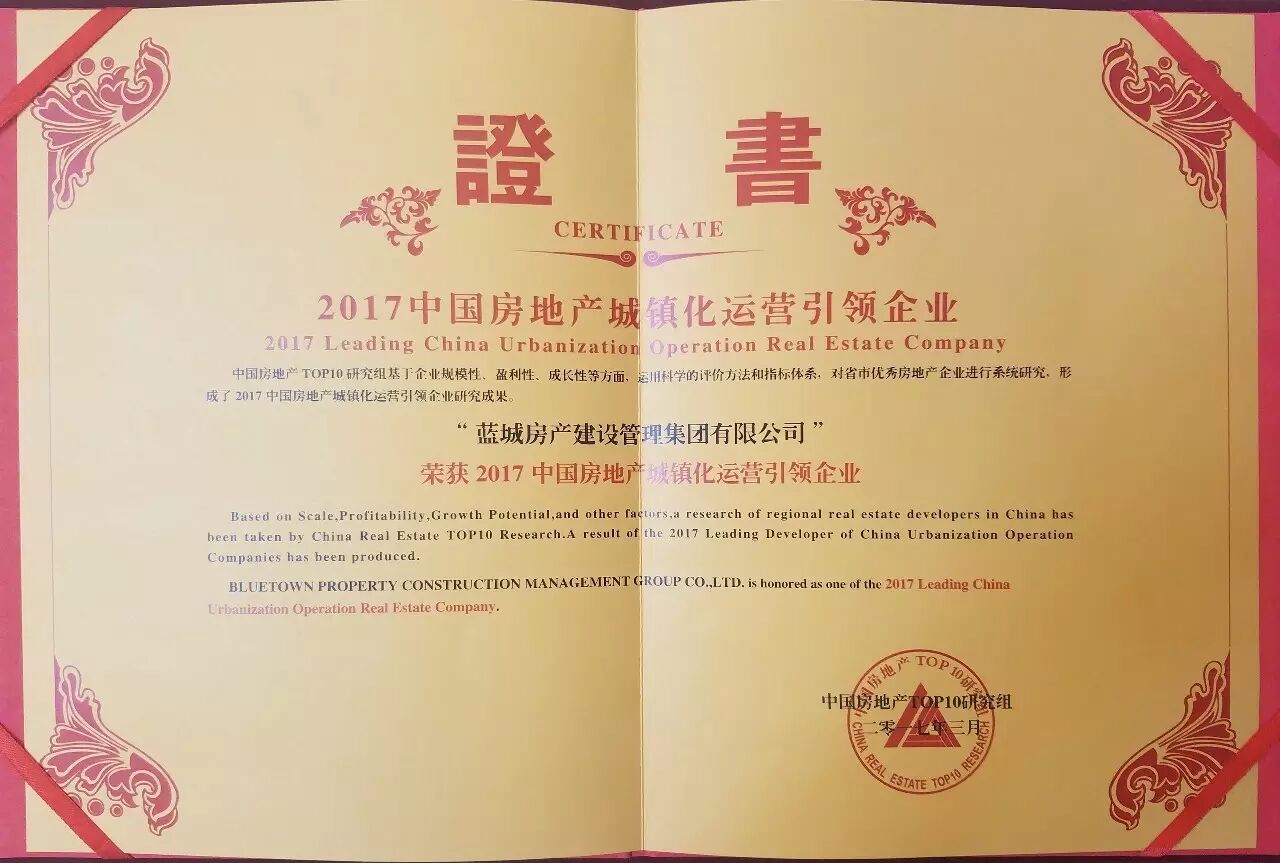 證 書
CERTIFICATE
2017中国房地产城镇化运营引领企业
2017 Leading China Urbanization Operation Real Estate Company
中国房地产 TOP10 研究组基于企业规模性、盈利性、成长性等方面，运用科学的评价方法和指标体系，对省市优秀房地产企业进行系统研究，形
成了 2017 中国房地产城镇化运营引领企业研究成果。
“ 蓝城房产建设管理集团有限公司 ”
荣获 2017 中国房地产城镇化运营引领企业
Based on Scale,Profitability,Growth Potential,and other factors,a research of regional real estate developers in China has
been taken by China Real Estate TOP10 Research.A result of the 2017 Leading Developer of China Urbanization Operation
Companies has been produced.
BLUETOWN PROPERTY CONSTRUCTION MANAGEMENT GROUP CO.,LTD. is honored as one of the 2017 Leading China
Urbanization Operation Real Estate Company.
中国房地产TOP10研究组
二零一七年三月
中国房地产 TOP10研究组
CHINA REAL ESTATE TOP10 RESEARCH